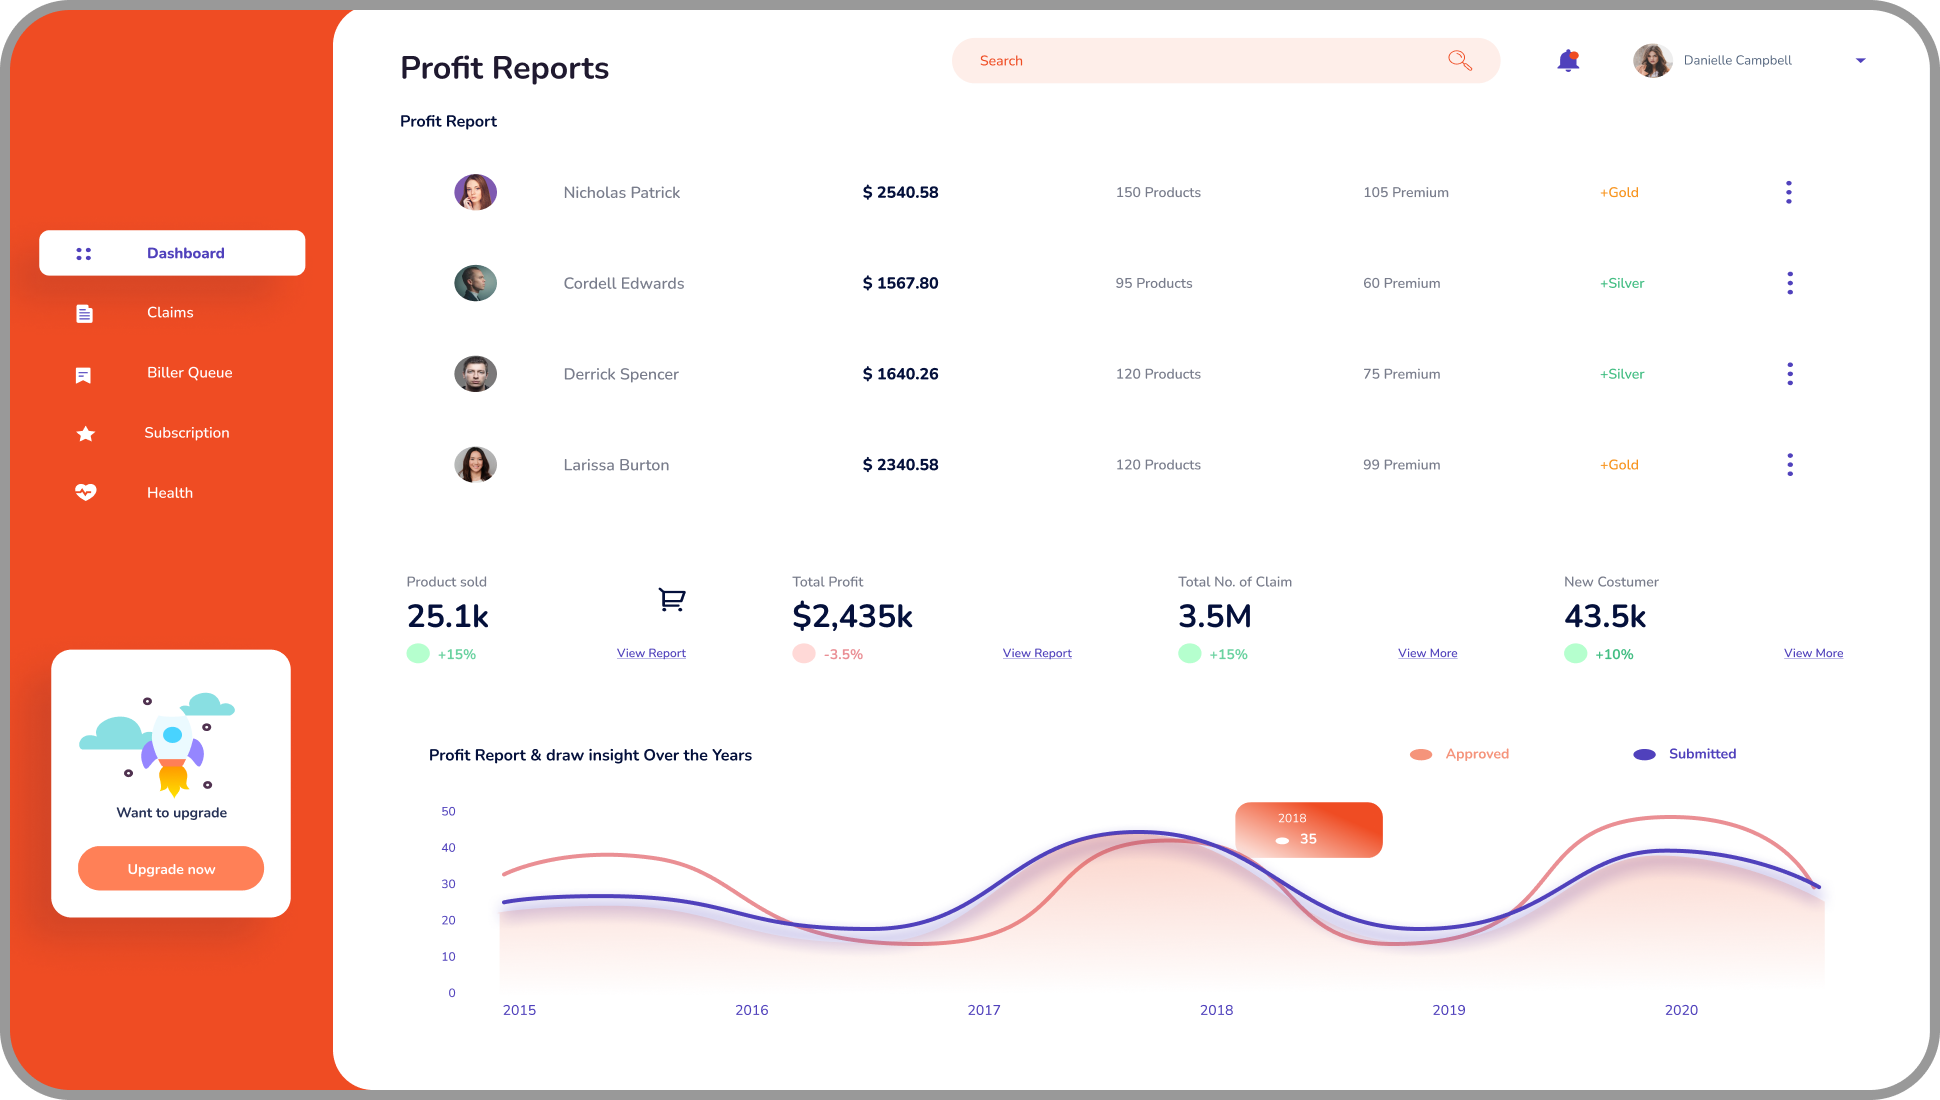 Profit Reports
Search
Danielle Campbell
Profit Report
Nicholas Patrick $ 2540.58 150 Products 105 Premium +Gold
Cordell Edwards $ 1567.80 95 Products 60 Premium +Silver
Derrick Spencer $ 1640.26 120 Products 75 Premium +Silver
Larissa Burton $ 2340.58 120 Products 99 Premium +Gold
Dashboard
Claims
Biller Queue
Subscription
Health
Want to upgrade
Upgrade now
Product sold
25.1k
+15%
View Report
Total Profit
$2,435k
-3.5%
View Report
Total No. of Claim
3.5M
+15%
View More
New Costumer
43.5k
+10%
View More
Profit Report & draw insight Over the Years
Approved
Submitted
50
40
30
20
10
0
2018
35
2015 2016 2017 2018 2019 2020